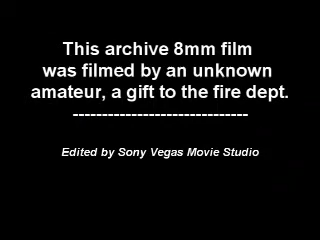 This archive 8mm film
was filmed by an unknown
amateur, a gift to the fire dept.
------------------------------
Edited by Sony Vegas Movie Studio